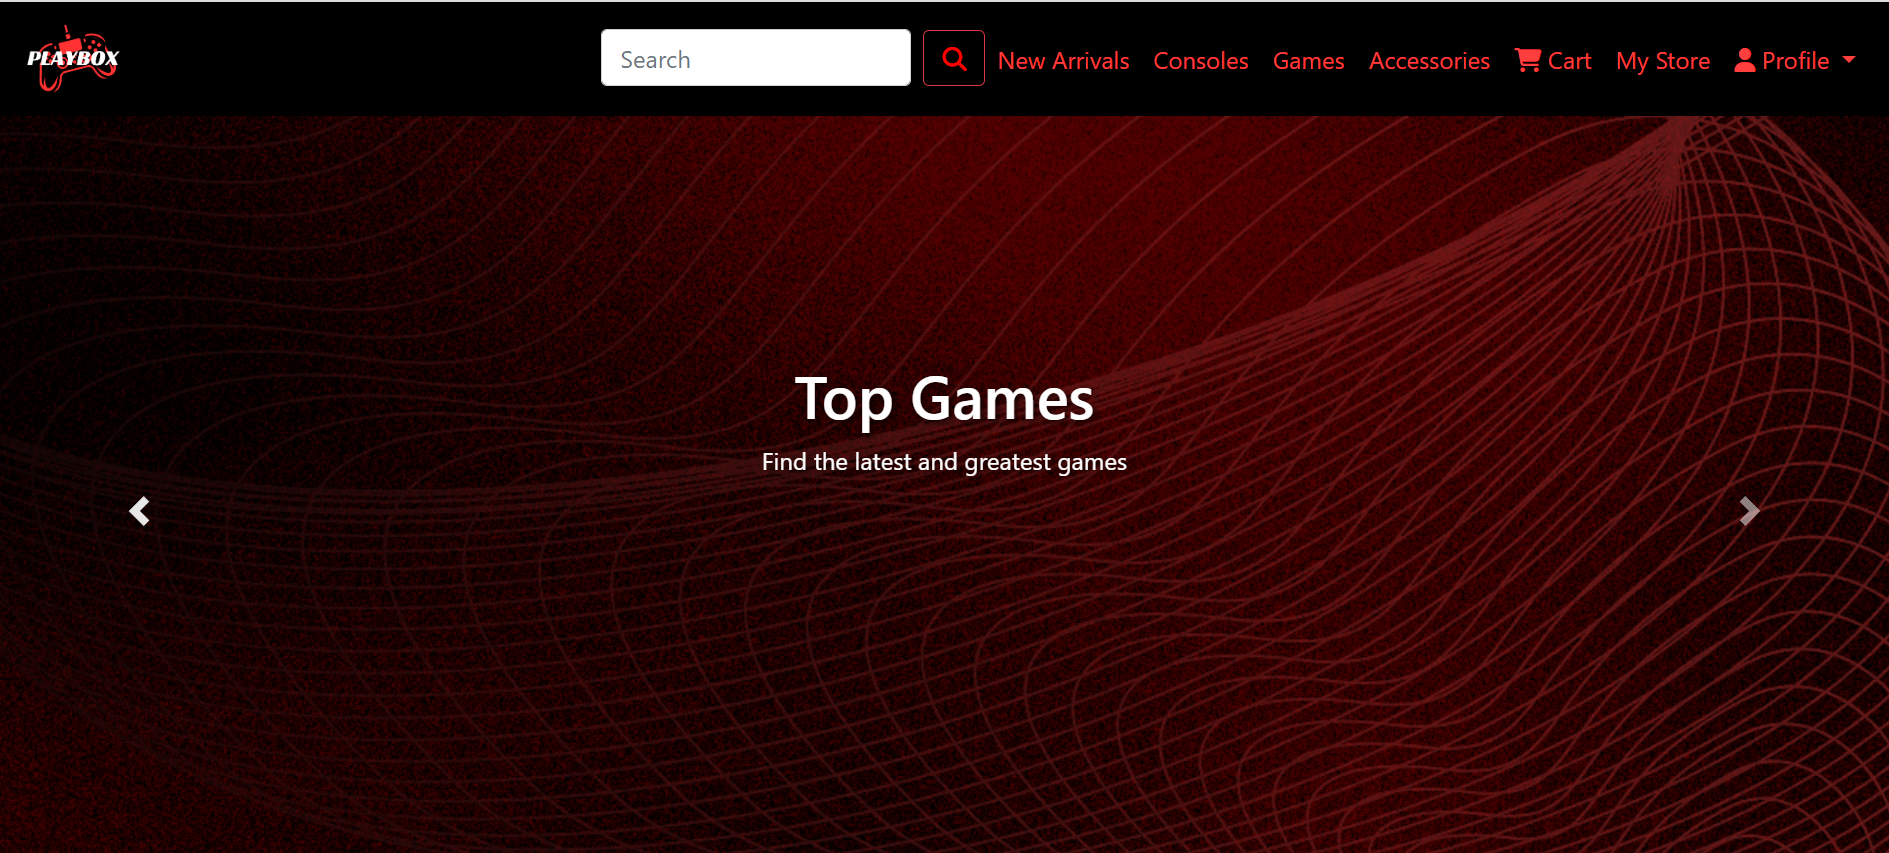 PLAYBOX
Search
New Arrivals
Consoles
Games
Accessories
Cart
My Store
Profile
Top Games
Find the latest and greatest games